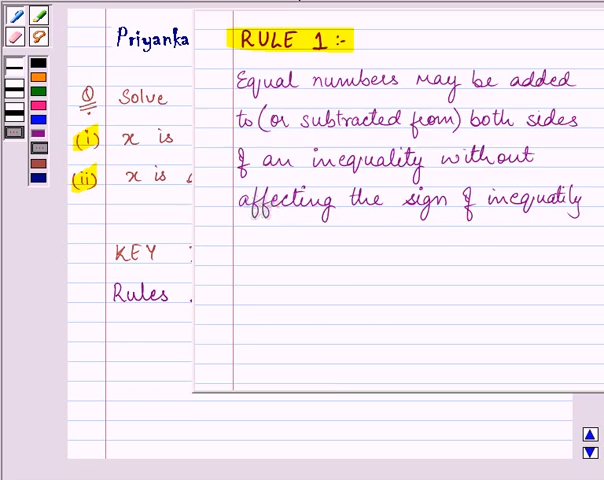 Priyanka
Q Solve
(i) x is
(ii) x is
KEY :
Rules
RULE 1 :-
Equal numbers may be added
to (or subtracted from) both sides
of an inequality without
affecting the sign of inequatily